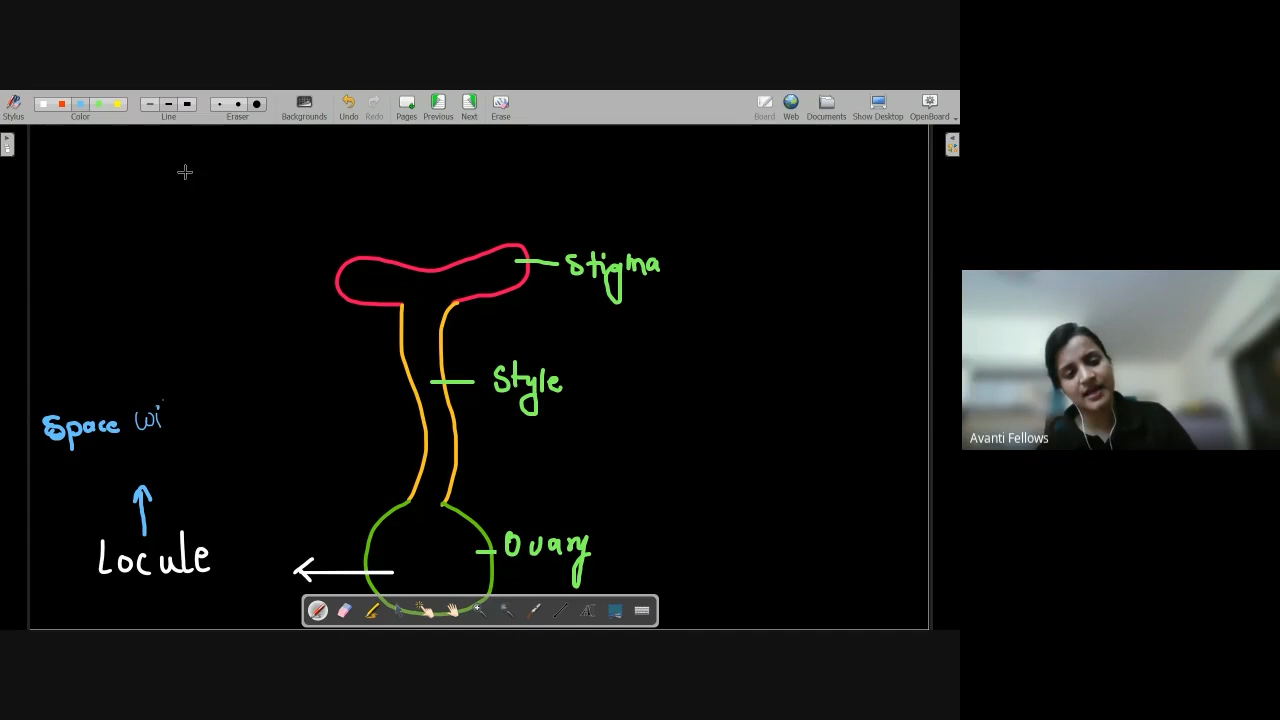 Stylus
Color
Line
Eraser
Backgrounds
Undo
Redo
Pages
Previous
Next
Erase
Board
Web
Documents
Show Desktop
OpenBoard
Stigma
Style
Space wi
Locule
Ovary
Avanti Fellows